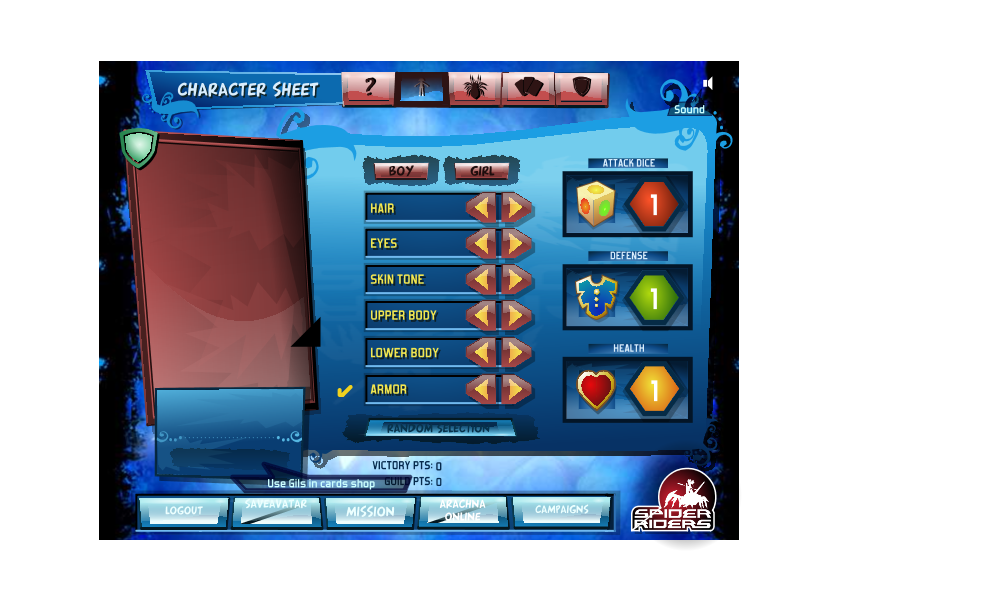 CHARACTER SHEET
?
Sound
BOY
GIRL
HAIR
EYES
SKIN TONE
UPPER BODY
LOWER BODY
ARMOR
RANDOM SELECTION
ATTACK DICE
1
DEFENSE
1
HEALTH
1
VICTORY PTS: 0
GUILD PTS: 0
Use Gils in cards shop
LOGOUT
SAVE AVATAR
MISSION
ARACHNA
ONLINE
CAMPAIGNS
SPIDER
RIDERS